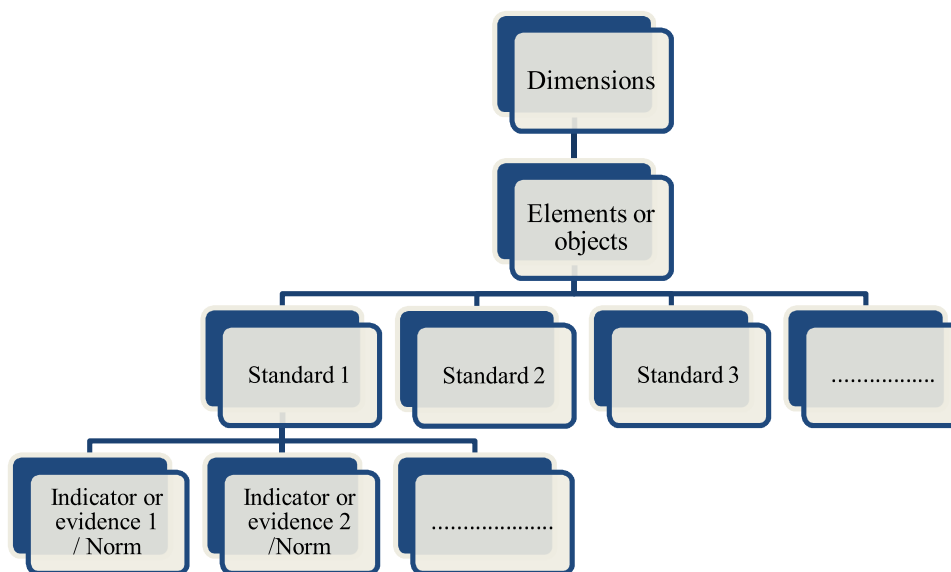 Dimensions
Elements or
objects
Standard 1
Standard 2
Standard 3
.................
Indicator or
evidence 1
/ Norm
Indicator or
evidence 2
/Norm
....................